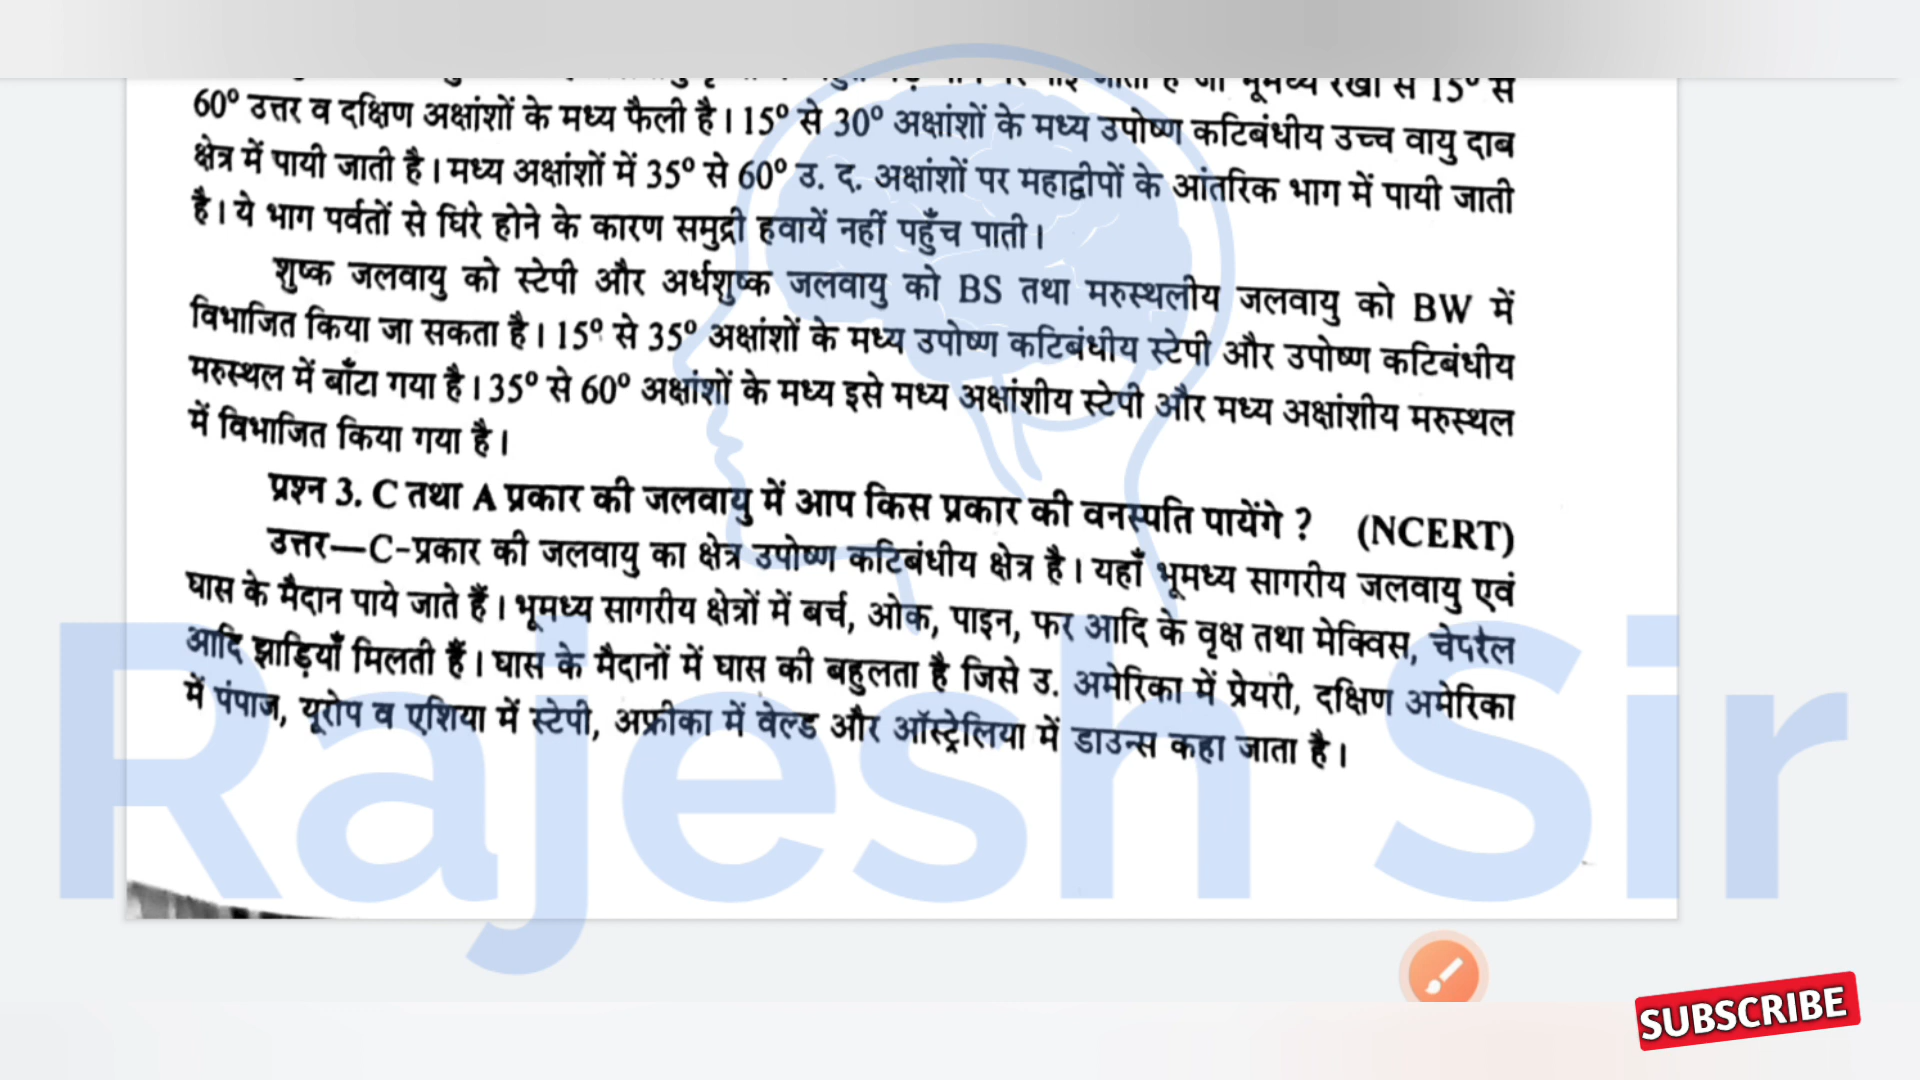 भूमध्य रेखा से 15° से
60° उत्तर व दक्षिण अक्षांशों के मध्य फैली है। 15° से 30° अक्षांशों के मध्य उपोष्ण कटिबंधीय उच्च वायु दाब
क्षेत्र में पायी जाती है। मध्य अक्षांशों में 35° से 60° उ. द. अक्षांशों पर महाद्वीपों के आंतरिक भाग में पायी जाती
है। ये भाग पर्वतों से घिरे होने के कारण समुद्री हवायें नहीं पहुँच पाती।
शुष्क जलवायु को स्टेपी और अर्धशुष्क जलवायु को BS तथा मरुस्थलीय जलवायु को BW में
विभाजित किया जा सकता है। 15° से 35° अक्षांशों के मध्य उपोष्ण कटिबंधीय स्टेपी और उपोष्ण कटिबंधीय
मरुस्थल में बाँटा गया है। 35° से 60° अक्षांशों के मध्य इसे मध्य अक्षांशीय स्टेपी और मध्य अक्षांशीय मरुस्थल
में विभाजित किया गया है।
प्रश्न 3. C तथा A प्रकार की जलवायु में आप किस प्रकार की वनस्पति पायेंगे ? (NCERT)
उत्तर—C-प्रकार की जलवायु का क्षेत्र उपोष्ण कटिबंधीय क्षेत्र है। यहाँ भूमध्य सागरीय जलवायु एवं
घास के मैदान पाये जाते हैं। भूमध्य सागरीय क्षेत्रों में बर्च, ओक, पाइन, फर आदि के वृक्ष तथा मेक्विस, चेपरैल
आदि झाड़ियाँ मिलती हैं। घास के मैदानों में घास की बहुलता है जिसे उ. अमेरिका में प्रेयरी, दक्षिण अमेरिका
में पंपाज, यूरोप व एशिया में स्टेपी, अफ्रीका में वेल्ड और ऑस्ट्रेलिया में डाउन्स कहा जाता है।
Rajesh Sir
SUBSCRIBE